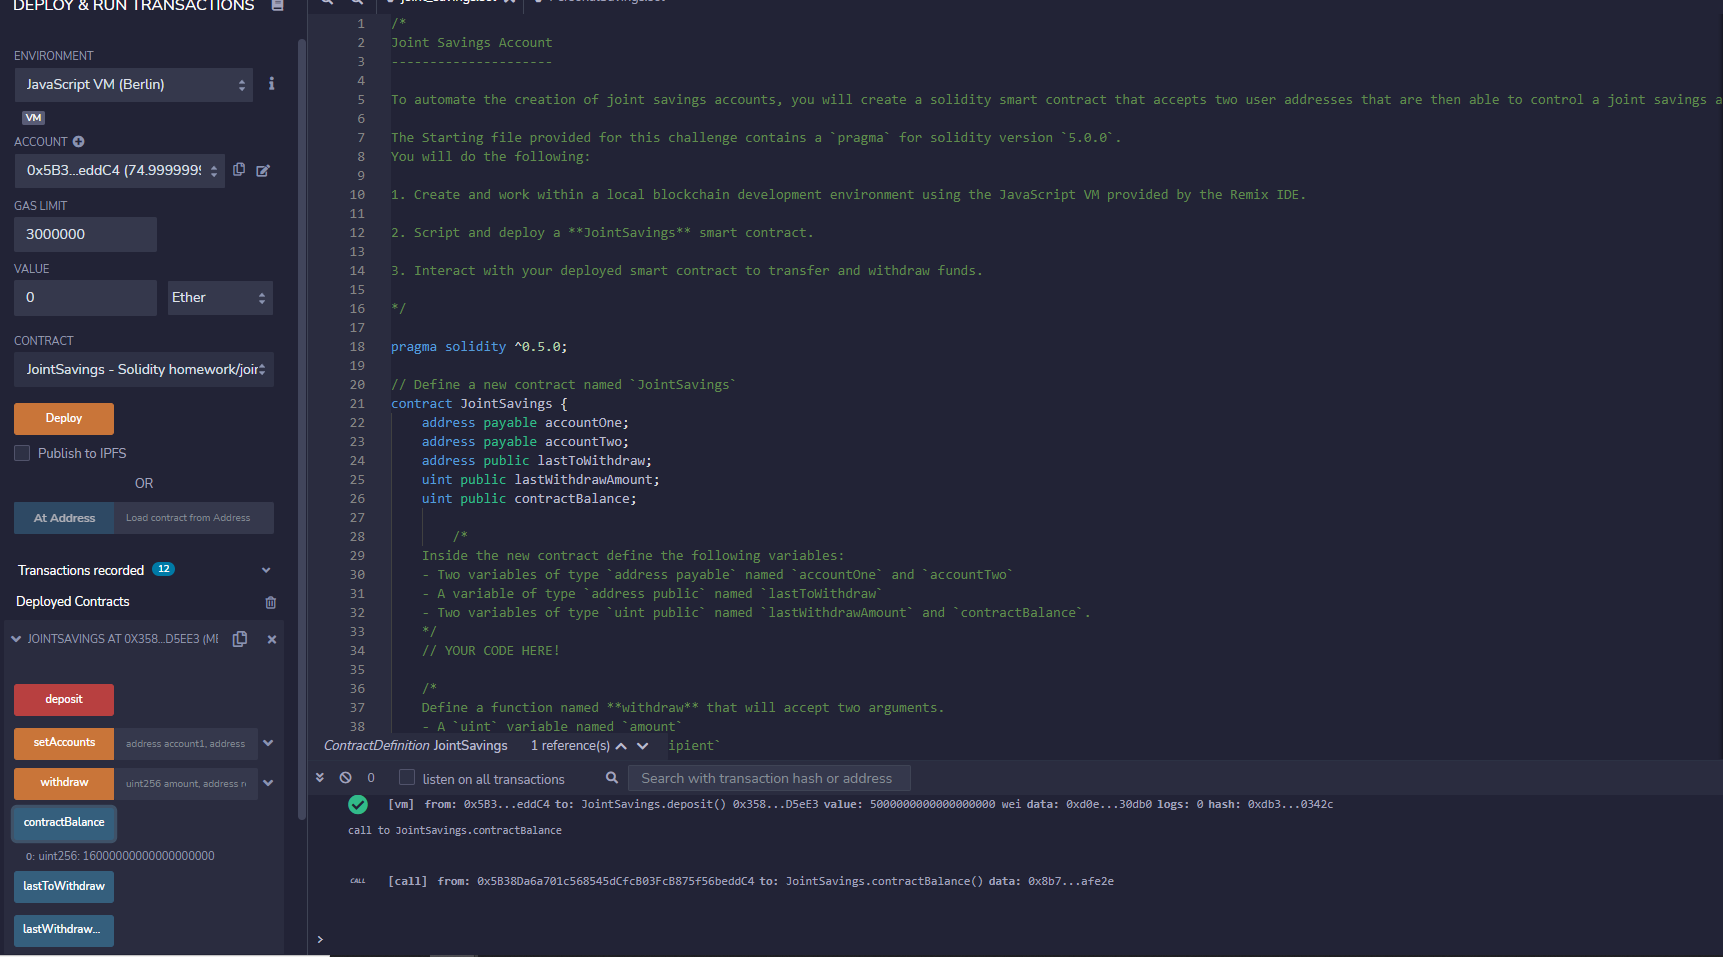 DEPLOY & RUN TRANSACTIONS
ENVIRONMENT
JavaScript VM (Berlin)
VM
ACCOUNT
0x5B3...eddC4 (74.9999999
GAS LIMIT
3000000
VALUE
0
Ether
CONTRACT
JointSavings - Solidity homework/join
Deploy
Publish to IPFS
OR
At Address
Load contract from Address
Transactions recorded 12
Deployed Contracts
JOINTSAVINGS AT 0X358...D5EE3 (ME
deposit
setAccounts
address account1, address
withdraw
uint256 amount, address re
contractBalance
0: uint256: 16000000000000000000
lastToWithdraw
lastWithdraw...
joint_savings.sol
PersonalSavings.sol
1 /*
2 Joint Savings Account
3 ---------------------
4
5 To automate the creation of joint savings accounts, you will create a solidity smart contract that accepts two user addresses that are then able to control a joint savings a
6
7 The Starting file provided for this challenge contains a `pragma` for solidity version `5.0.0`.
8 You will do the following:
9
10 1. Create and work within a local blockchain development environment using the JavaScript VM provided by the Remix IDE.
11
12 2. Script and deploy a **JointSavings** smart contract.
13
14 3. Interact with your deployed smart contract to transfer and withdraw funds.
15
16 */
17
18 pragma solidity ^0.5.0;
19
20 // Define a new contract named `JointSavings`
21 contract JointSavings {
22 address payable accountOne;
23 address payable accountTwo;
24 address public lastToWithdraw;
25 uint public lastWithdrawAmount;
26 uint public contractBalance;
27
28 /*
29 Inside the new contract define the following variables:
30 - Two variables of type `address payable` named `accountOne` and `accountTwo`
31 - A variable of type `address public` named `lastToWithdraw`
32 - Two variables of type `uint public` named `lastWithdrawAmount` and `contractBalance`.
33 */
34 // YOUR CODE HERE!
35
36 /*
37 Define a function named **withdraw** that will accept two arguments.
38 - A `uint` variable named `amount`
ContractDefinition JointSavings 1 reference(s) ipient`
0 listen on all transactions Search with transaction hash or address
[vm] from: 0x5B3...eddC4 to: JointSavings.deposit() 0x358...D5eE3 value: 5000000000000000000 wei data: 0xd0e...30db0 logs: 0 hash: 0xdb3...0342c
call to JointSavings.contractBalance
CALL [call] from: 0x5B38Da6a701c568545dCfcB03FcB875f56beddC4 to: JointSavings.contractBalance() data: 0x8b7...afe2e
>